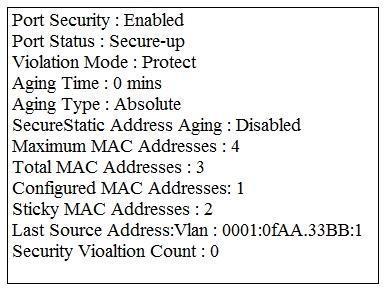 Port Security : Enabled
Port Status : Secure-up
Violation Mode : Protect
Aging Time : 0 mins
Aging Type : Absolute
SecureStatic Address Aging : Disabled
Maximum MAC Addresses : 4
Total MAC Addresses : 3
Configured MAC Addresses: 1
Sticky MAC Addresses : 2
Last Source Address:Vlan : 0001:0fAA.33BB:1
Security Vioaltion Count : 0